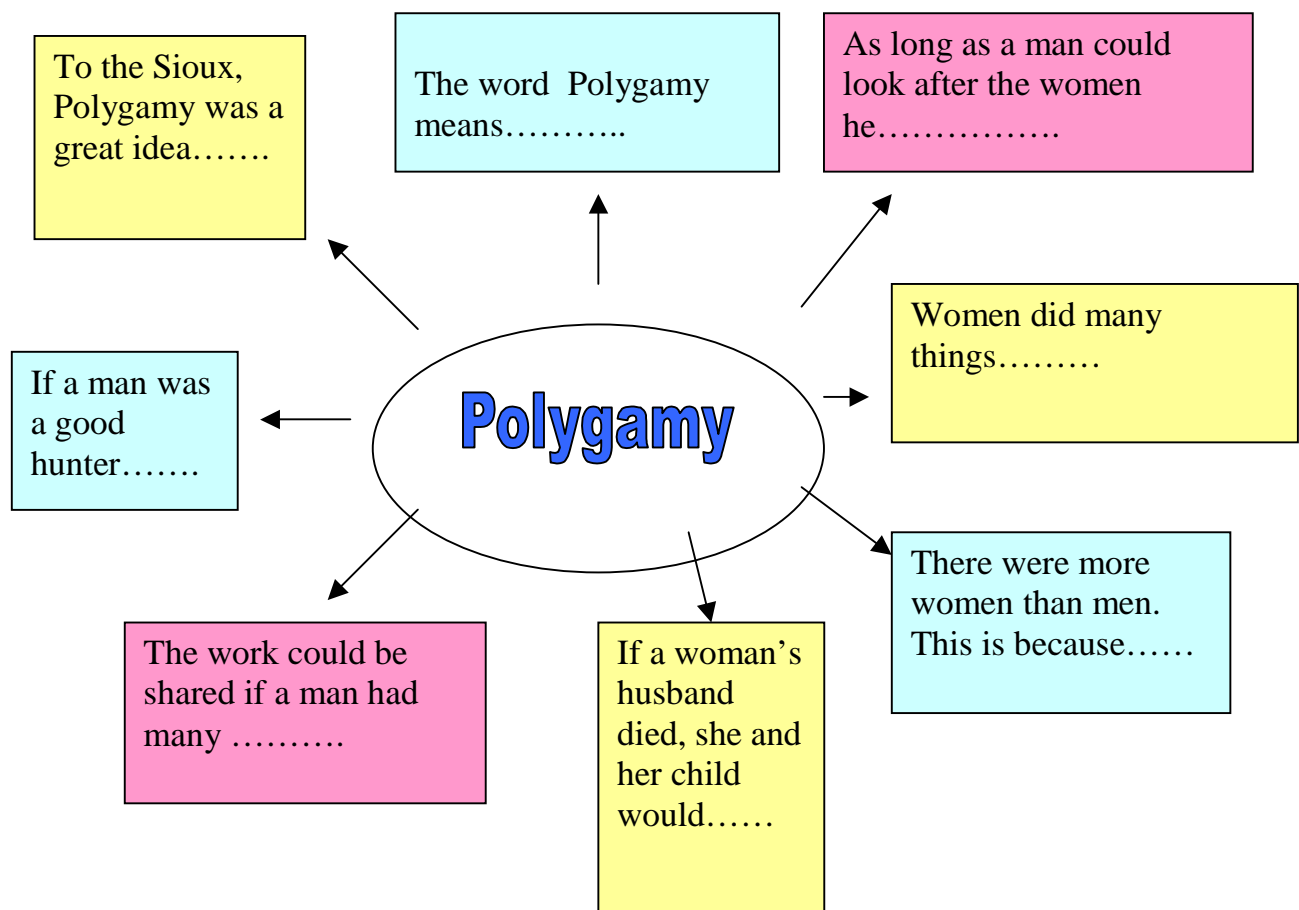 To the Sioux,
Polygamy was a
great idea…….
The word  Polygamy
means………..
As long as a man could
look after the women
he…………….
Women did many
things………
If a man was
a good
hunter…….
Polygamy
There were more
women than men.
This is because……
The work could be
shared if a man had
many ……….
If a woman’s
husband
died, she and
her child
would……